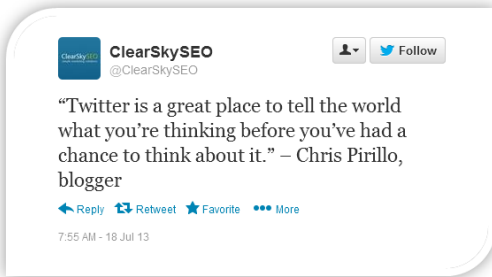 ClearSkySEO
ClearSkySEO
@ClearSkySEO
Follow
“Twitter is a great place to tell the world
what you’re thinking before you’ve had a
chance to think about it.” – Chris Pirillo,
blogger
Reply Retweet Favorite More
7:55 AM - 18 Jul 13